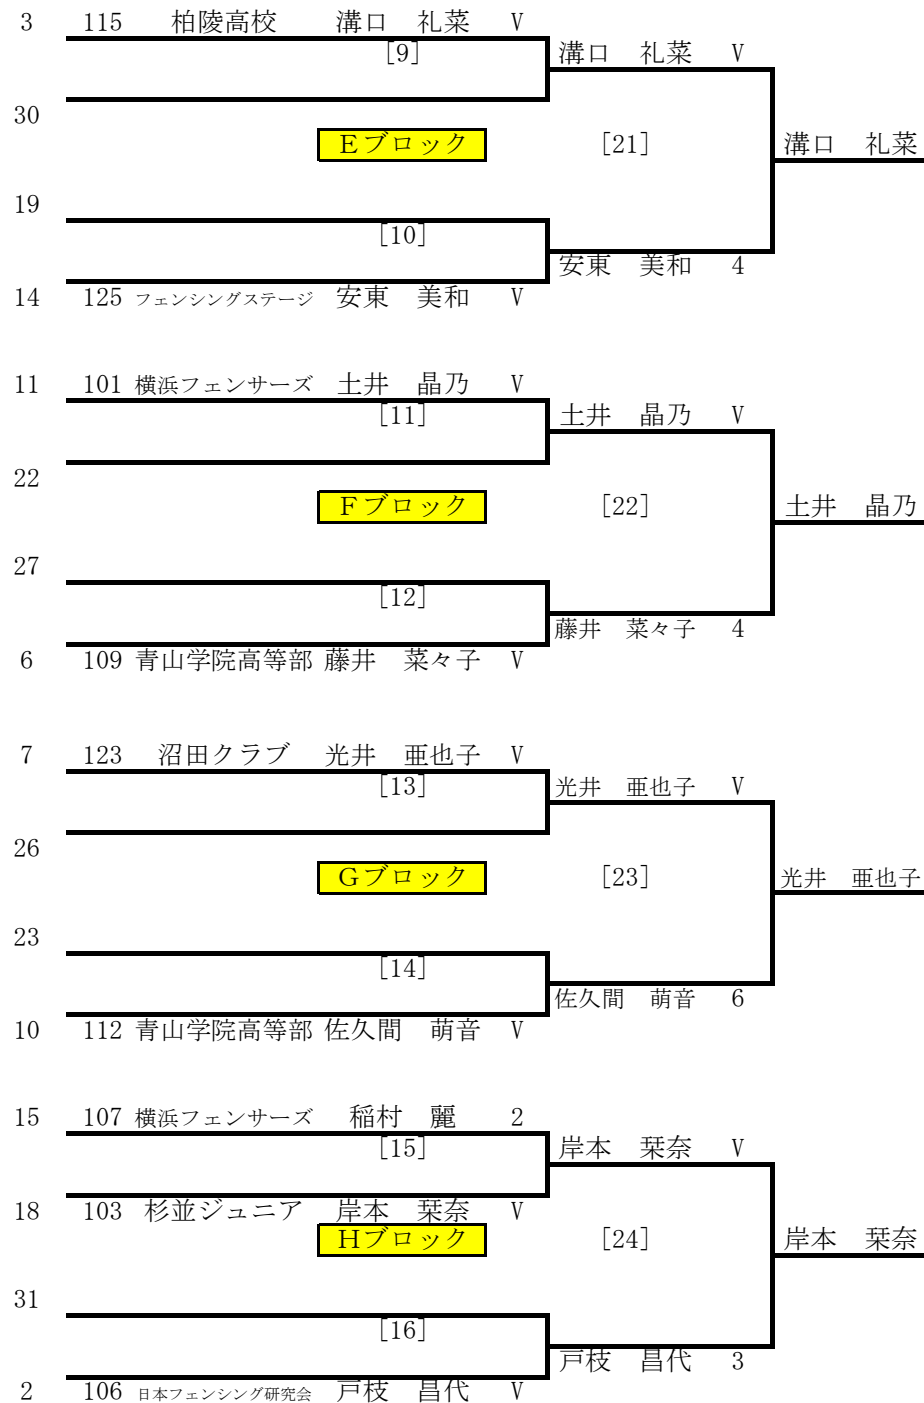 3 115 柏陵高校 溝口 礼菜 V
[9] 溝口 礼菜 V
30
Eブロック [21] 溝口 礼菜
19
[10]
安東 美和 4
14 125 フェンシングステージ 安東 美和 V
11 101 横浜フェンサーズ 土井 晶乃 V
[11] 土井 晶乃 V
22
Fブロック [22] 土井 晶乃
27
[12]
藤井 菜々子 4
6 109 青山学院高等部 藤井 菜々子 V
7 123 沼田クラブ 光井 亜也子 V
[13] 光井 亜也子 V
26
Gブロック [23] 光井 亜也子
23
[14]
佐久間 萌音 6
10 112 青山学院高等部 佐久間 萌音 V
15 107 横浜フェンサーズ 稲村 麗 2
[15] 岸本 栞奈 V
18 103 杉並ジュニア 岸本 栞奈 V
Hブロック [24] 岸本 栞奈
31
[16]
戸枝 昌代 3
2 106 日本フェンシング研究会 戸枝 昌代 V